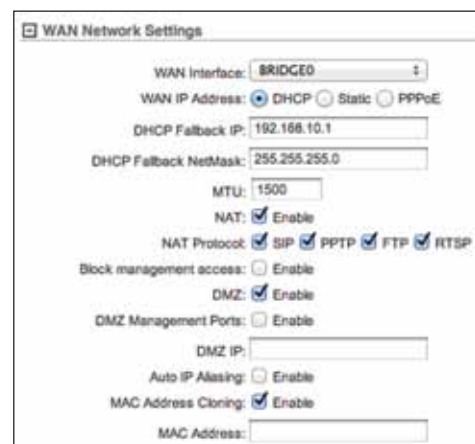 WAN Network Settings
WAN Interface: BRIDGE0
WAN IP Address: DHCP Static PPPoE
DHCP Fallback IP: 192.168.10.1
DHCP Fallback NetMask: 255.255.255.0
MTU: 1500
NAT: Enable
NAT Protocol: SIP PPTP FTP RTSP
Block management access: Enable
DMZ: Enable
DMZ Management Ports: Enable
DMZ IP:
Auto IP Aliasing: Enable
MAC Address Cloning: Enable
MAC Address: